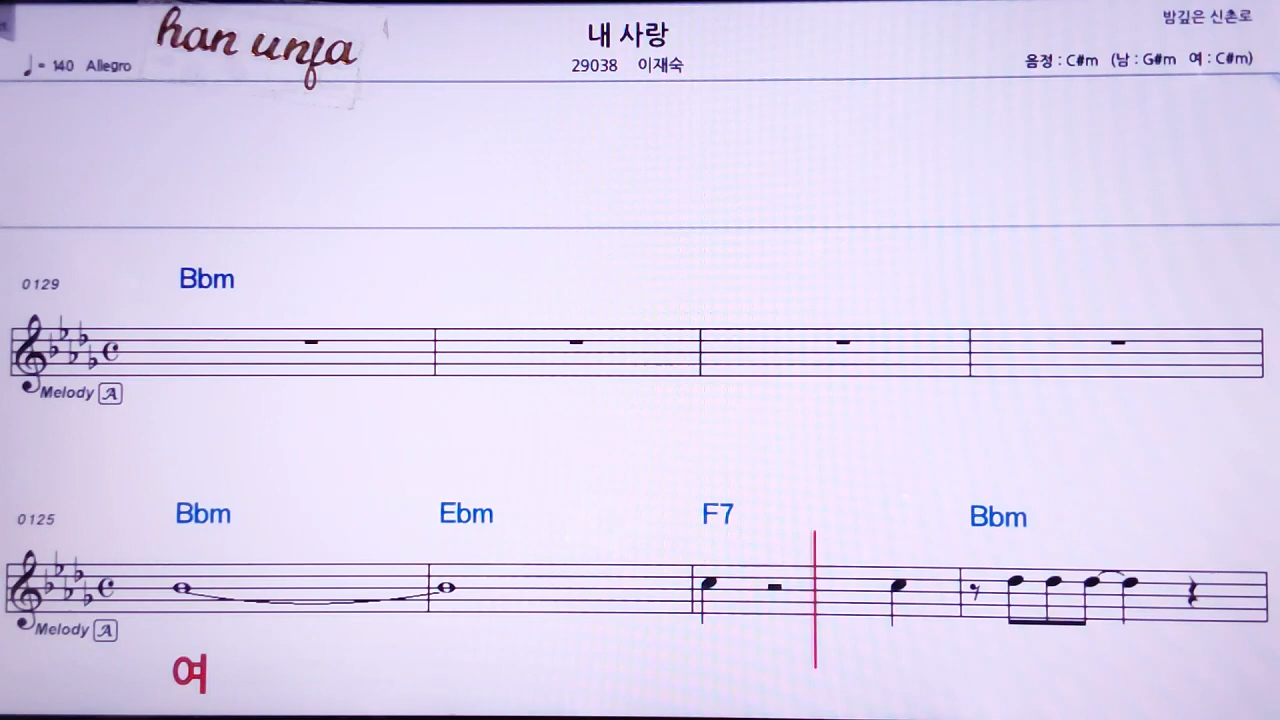 han unfa
내 사랑
밤깊은 신촌로
♩= 140 Allegro
29038 이재숙
음정 : C#m (남 : G#m 여 : C#m)
0129 Bbm
Melody A
0125 Bbm Ebm F7 Bbm
Melody A
여